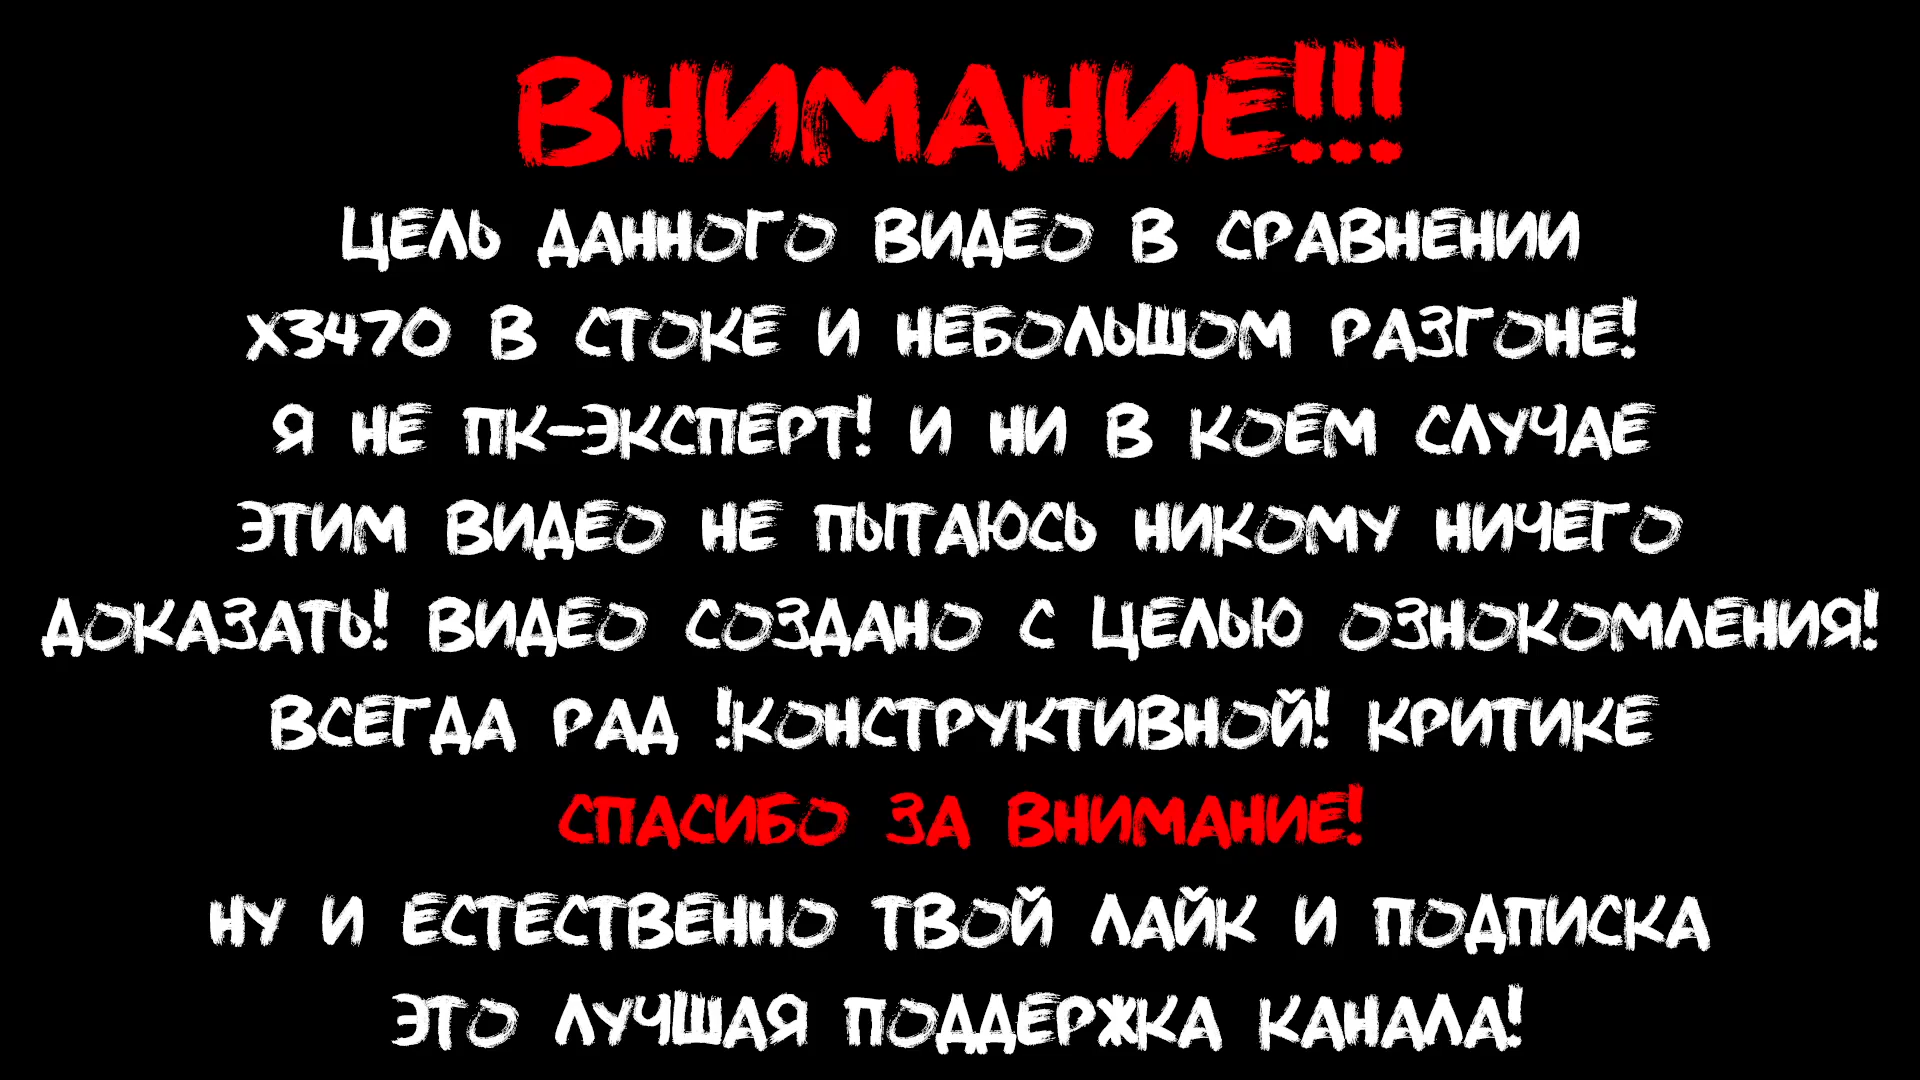 ВНИМАНИЕ!!!
ЦЕЛЬ ДАННОГО ВИДЕО В СРАВНЕНИИ
X3470 В СТОКЕ И НЕБОЛЬШОМ РАЗГОНЕ!
Я НЕ ПК-ЭКСПЕРТ! И НИ В КОЕМ СЛУЧАЕ
ЭТИМ ВИДЕО НЕ ПЫТАЮСЬ НИКОМУ НИЧЕГО
ДОКАЗАТЬ! ВИДЕО СОЗДАНО С ЦЕЛЬЮ ОЗНОКОМЛЕНИЯ!
ВСЕГДА РАД !КОНСТРУКТИВНОЙ! КРИТИКЕ
СПАСИБО ЗА ВНИМАНИЕ!
НУ И ЕСТЕСТВЕННО ТВОЙ ЛАЙК И ПОДПИСКА
ЭТО ЛУЧШАЯ ПОДДЕРЖКА КАНАЛА!